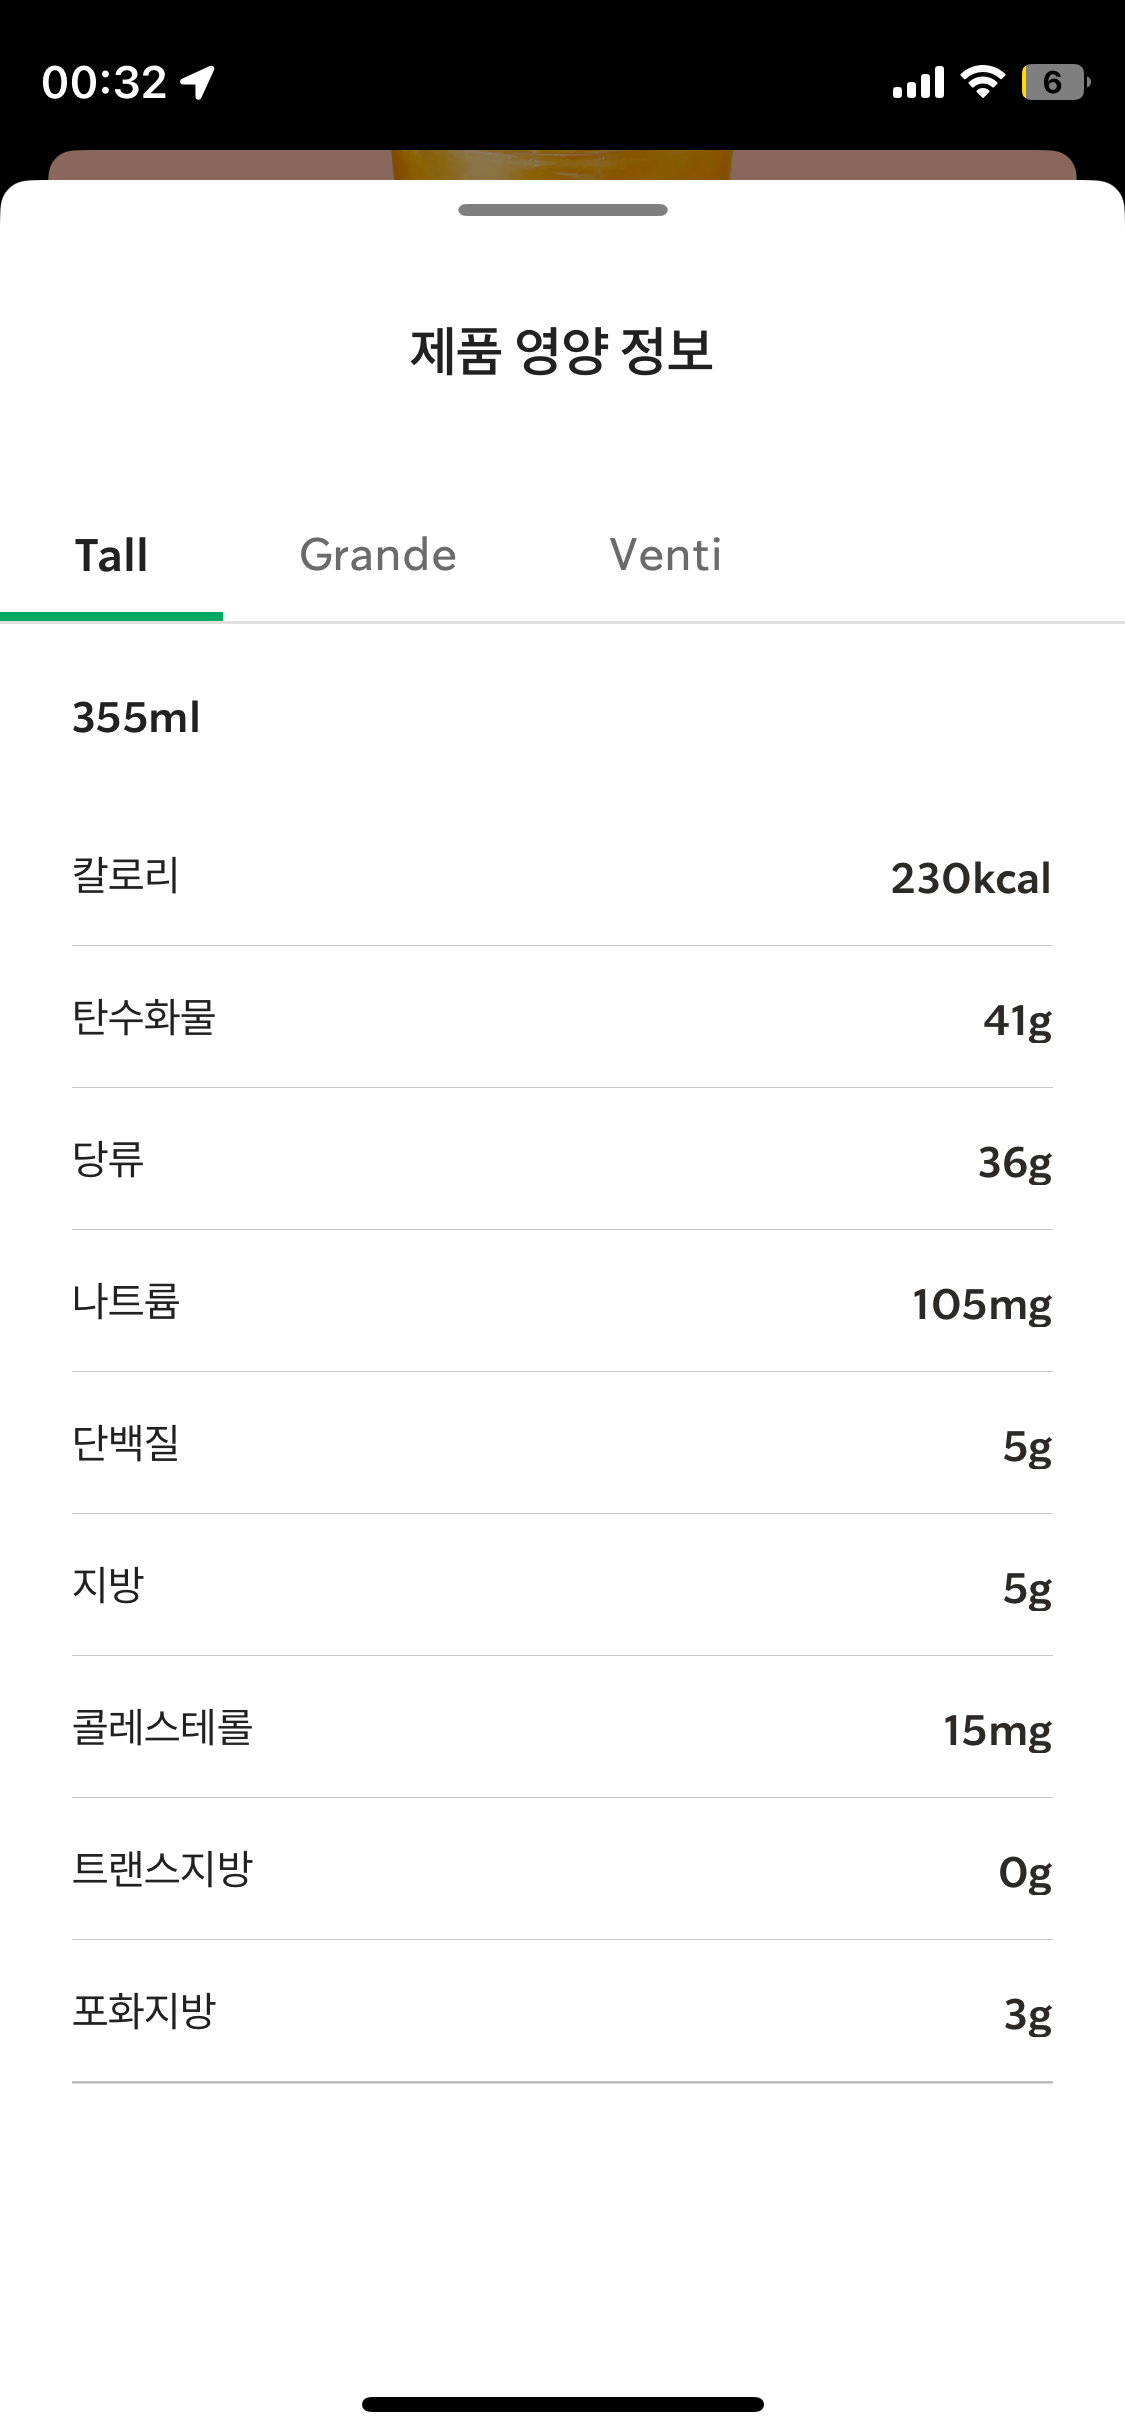 00:32
6
제품 영양 정보
Tall Grande Venti
355ml
칼로리 230kcal
탄수화물 41g
당류 36g
나트륨 105mg
단백질 5g
지방 5g
콜레스테롤 15mg
트랜스지방 0g
포화지방 3g